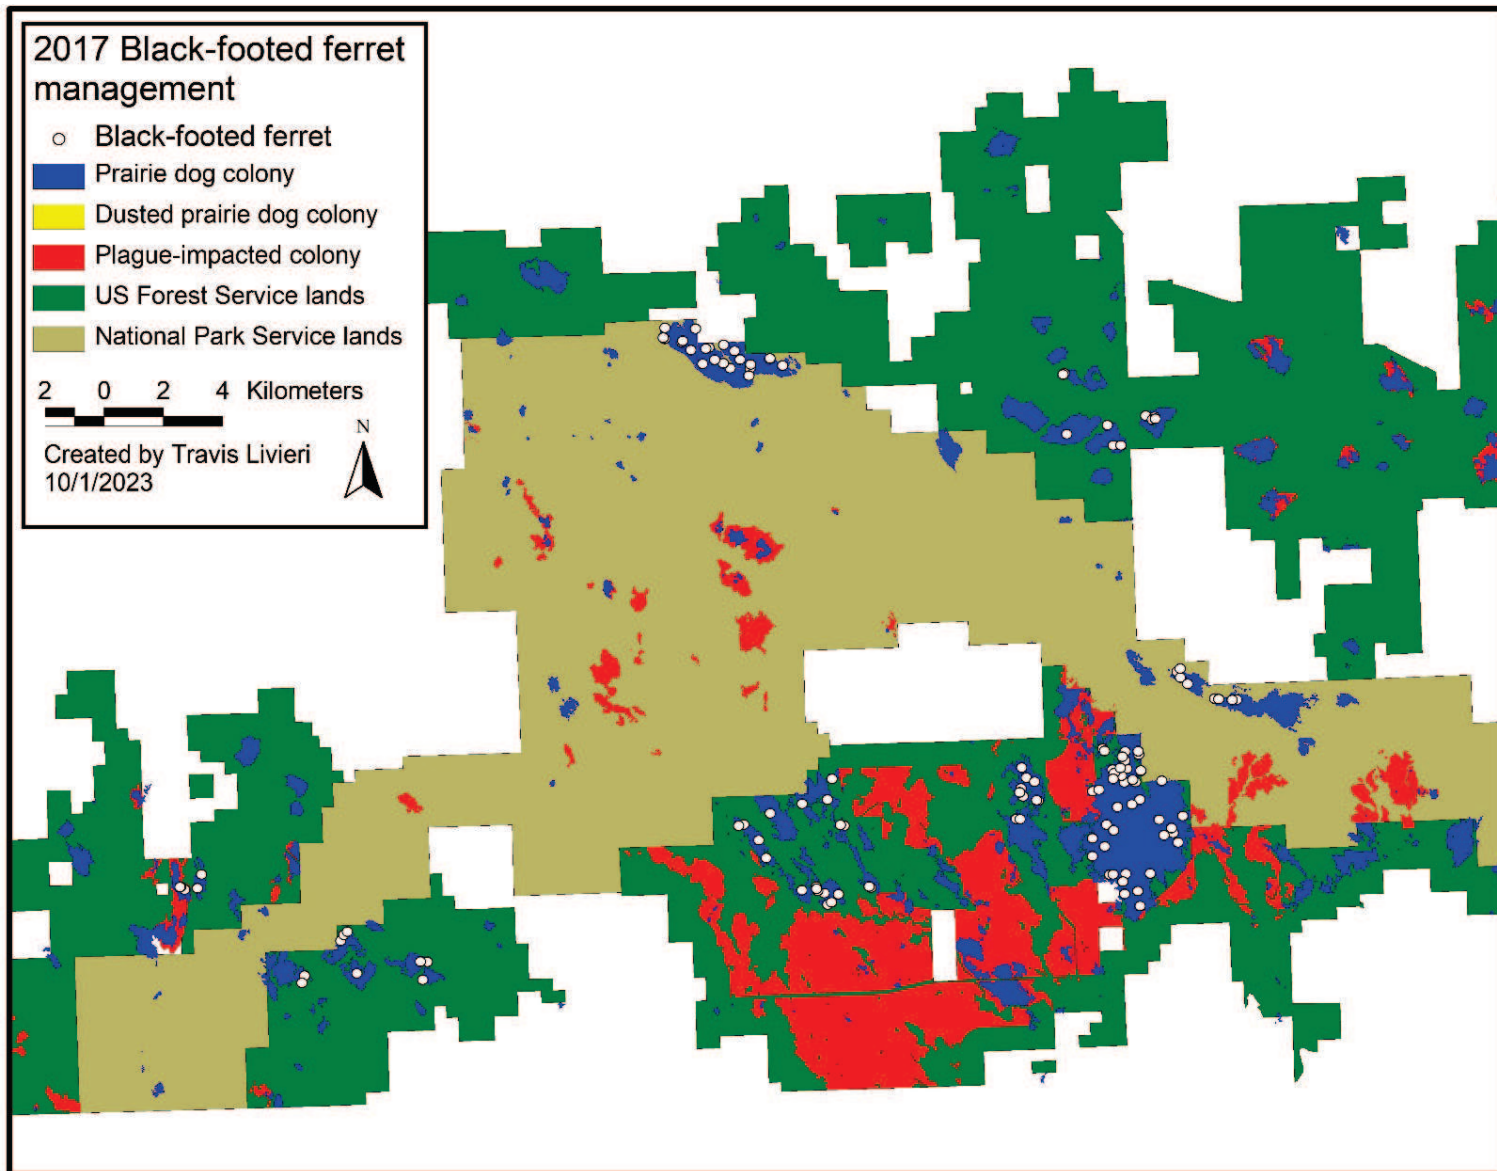 2017 Black-footed ferret
management
Black-footed ferret
Prairie dog colony
Dusted prairie dog colony
Plague-impacted colony
US Forest Service lands
National Park Service lands
2 0 2 4 Kilometers
N
Created by Travis Livieri
10/1/2023